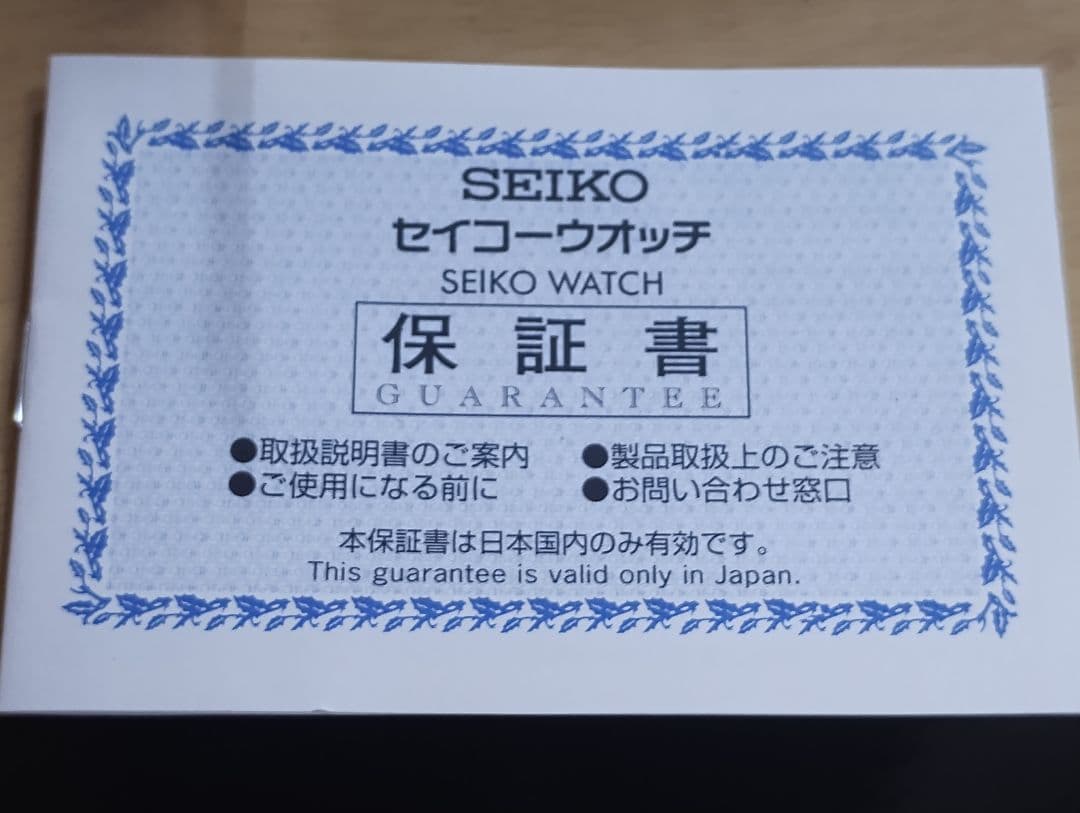 SEIKO
セイコーウオッチ
SEIKO WATCH
保証書
GUARANTEE
●取扱説明書のご案内 ●製品取扱上のご注意
●ご使用になる前に ●お問い合わせ窓口
本保証書は日本国内のみ有効です。
This guarantee is valid only in Japan.